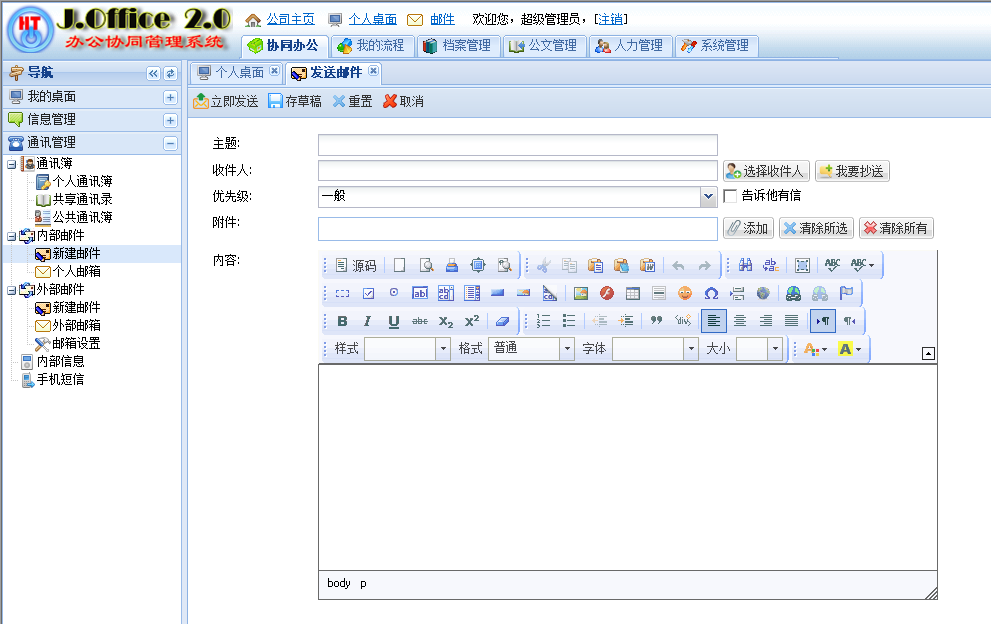 HT J.Office 2.0
办公协同管理系统
公司主页 个人桌面 邮件 欢迎您，超级管理员，[注销]
协同办公 我的流程 档案管理 公文管理 人力管理 系统管理
导航
我的桌面
信息管理
通讯管理
通讯簿
个人通讯簿
共享通讯录
公共通讯簿
内部邮件
新建邮件
个人邮箱
外部邮件
新建邮件
外部邮箱
邮箱设置
内部信息
手机短信
个人桌面 发送邮件
立即发送 存草稿 重置 取消
主题:
收件人: 选择收件人 我要抄送
优先级: 一般 告诉他有信
附件: 添加 清除所选 清除所有
内容:
源码 ABC ABC
B I U abc X₂ X² div
样式 格式 普通 字体 大小 A A
body p